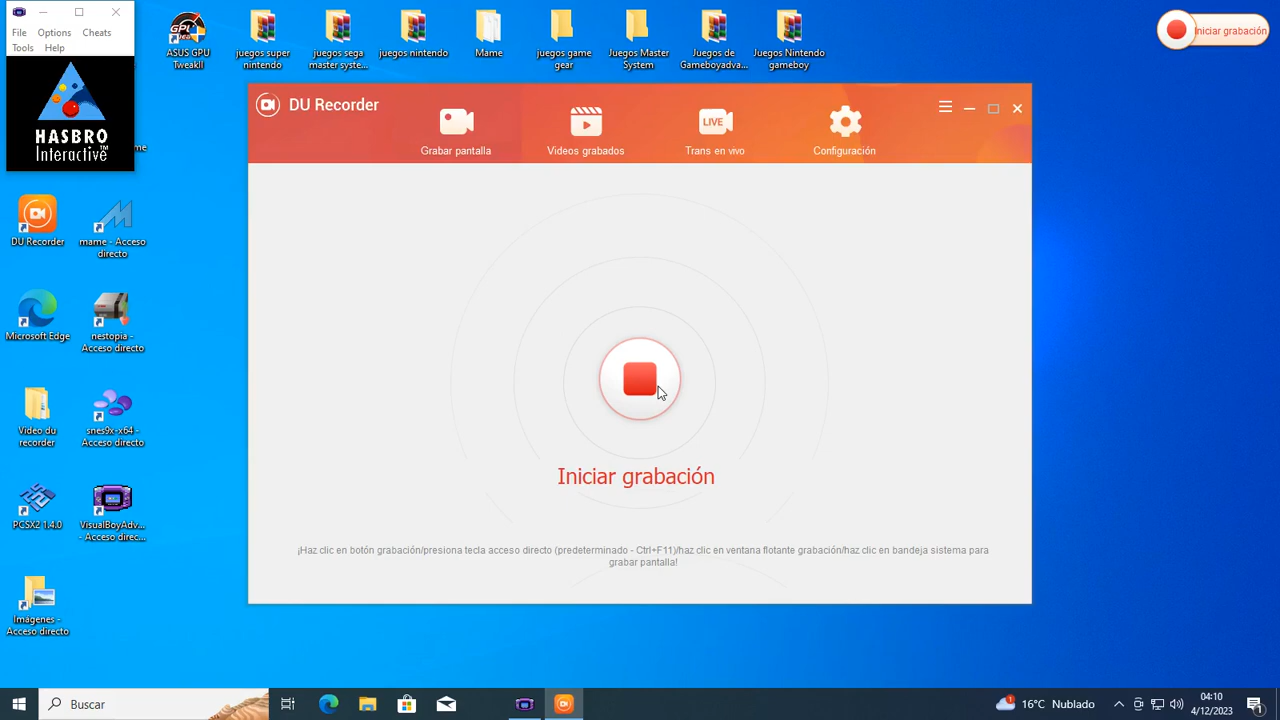 File Options Cheats
Tools Help
HASBRO
Interactive™
ASUS GPU
TweakII
juegos super
nintendo
juegos sega
master syste...
juegos nintendo
Mame
juegos game
gear
Juegos Master
System
Juegos de
Gameboyadva...
Juegos Nintendo
gameboy
Iniciar grabación
DU Recorder
Grabar pantalla
Videos grabados
LIVE
Trans en vivo
Configuración
DU Recorder
mame - Acceso
directo
Microsoft Edge
nestopia -
Acceso directo
Video du
recorder
snes9x-x64 -
Acceso directo
PCSX2 1.4.0
VisualBoyAdv...
- Acceso direc...
Imágenes -
Acceso directo
Iniciar grabación
¡Haz clic en botón grabación/presiona tecla acceso directo (predeterminado - Ctrl+F11)/haz clic en ventana flotante grabación/haz clic en bandeja sistema para
grabar pantalla!
Buscar
1
16°C Nublado
04:10
4/12/2023
1